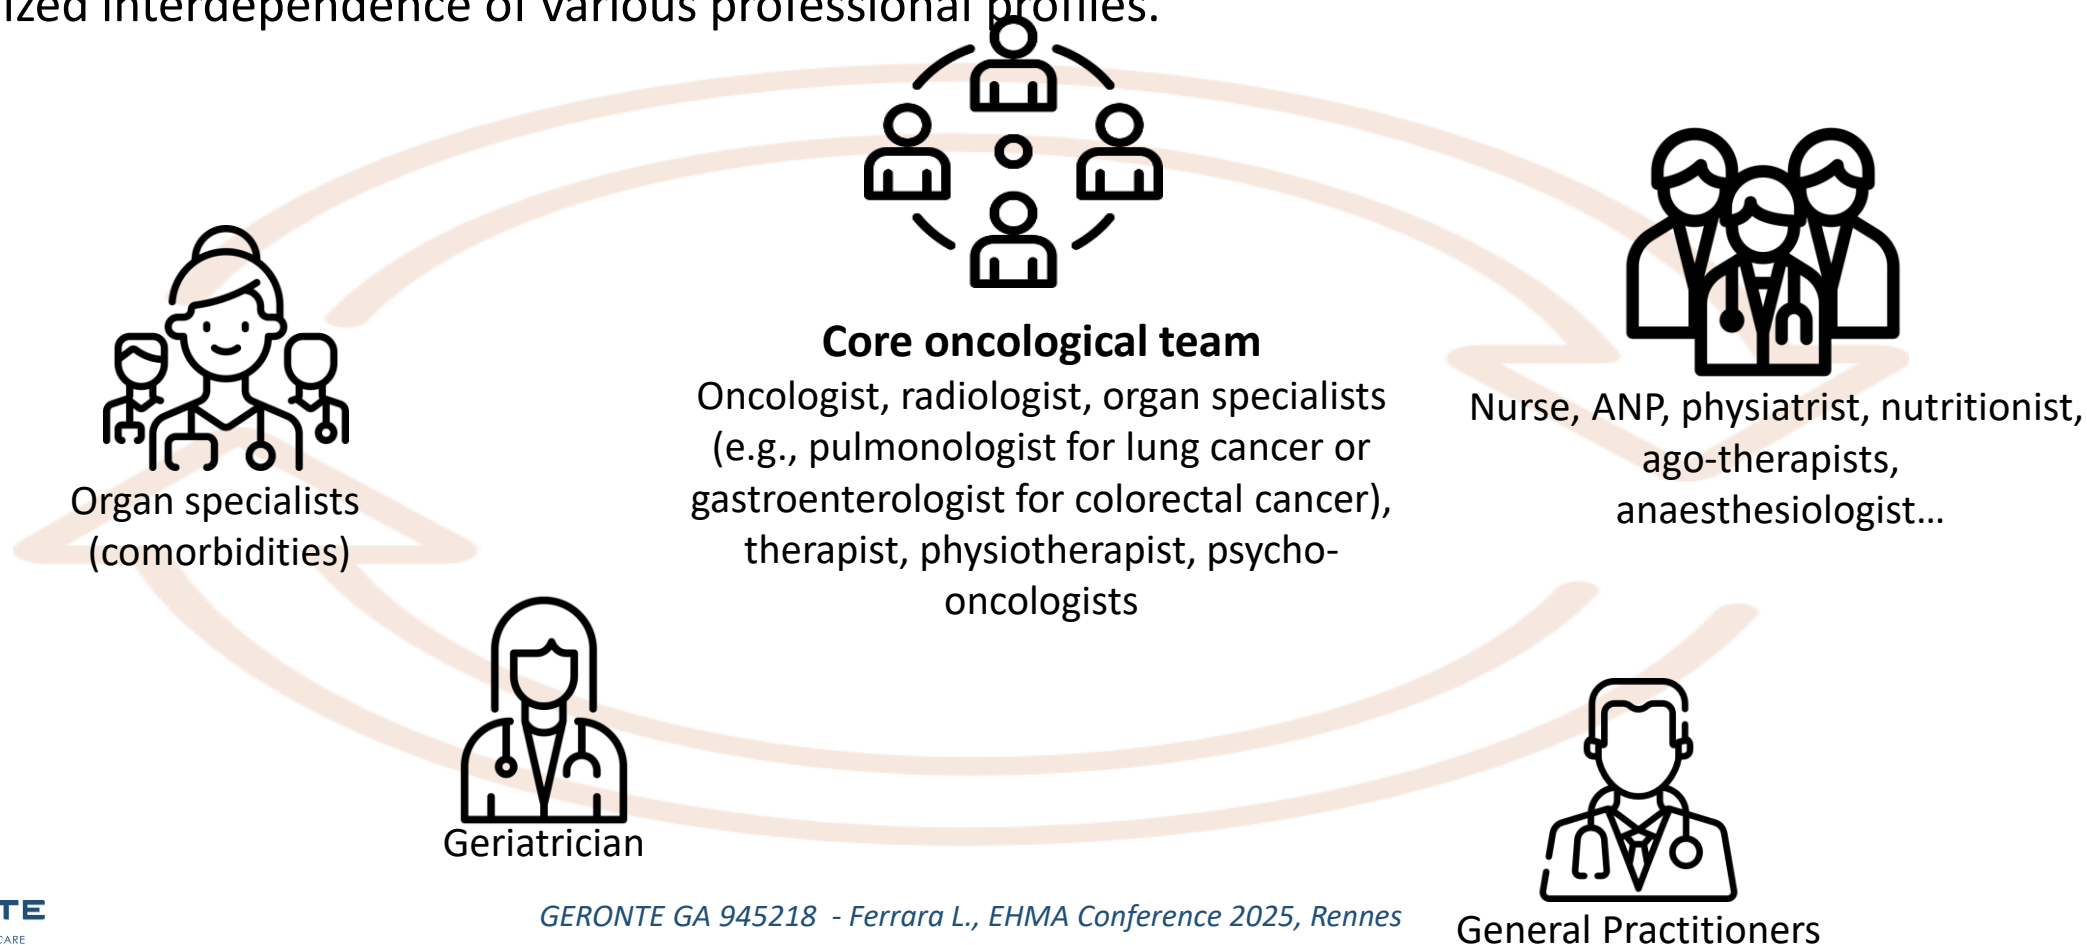 ized interdependence of various professional profiles.
Core oncological team
Oncologist, radiologist, organ specialists
(e.g., pulmonologist for lung cancer or
gastroenterologist for colorectal cancer),
therapist, physiotherapist, psycho-
oncologists
Nurse, ANP, physiatrist, nutritionist,
ago-therapists,
anaesthesiologist…
Organ specialists
(comorbidities)
Geriatrician
General Practitioners
TE
CARE
GERONTE GA 945218 - Ferrara L., EHMA Conference 2025, Rennes